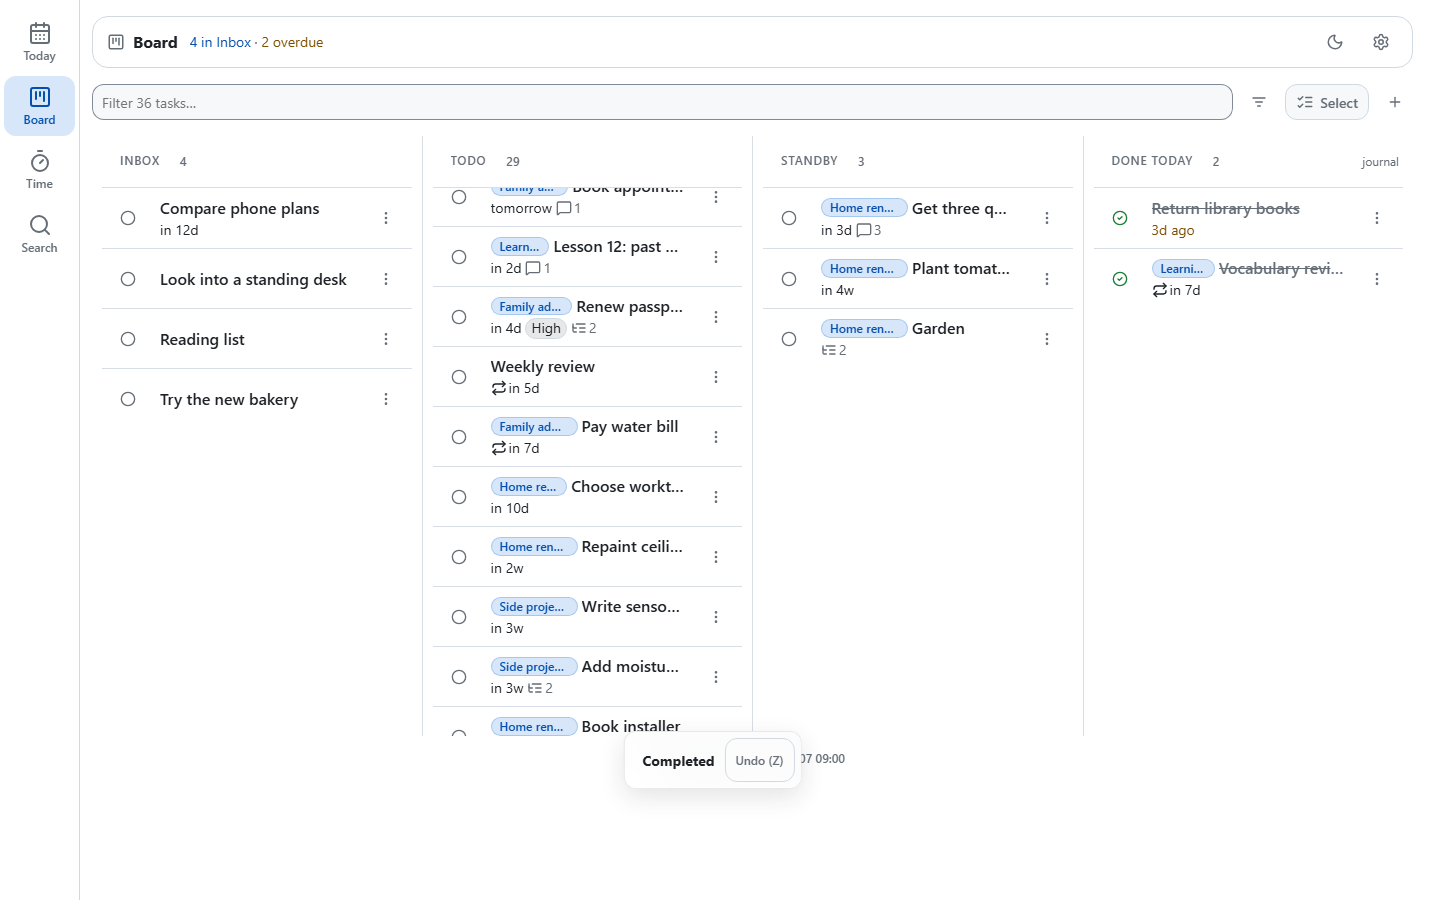 Today
Board
Time
Search
Board 4 in Inbox · 2 overdue
Filter 36 tasks...
Select
INBOX 4
Compare phone plans
in 12d
Look into a standing desk
Reading list
Try the new bakery
TODO 29
Family a... Book appoint...
tomorrow 1
Learn... Lesson 12: past ...
in 2d 1
Family ad... Renew passp...
in 4d High 2
Weekly review
in 5d
Family ad... Pay water bill
in 7d
Home re... Choose workt...
in 10d
Home ren... Repaint ceili...
in 2w
Side proje... Write senso...
in 3w
Side proje... Add moistu...
in 3w 2
Home ren... Book installer
STANDBY 3
Home ren... Get three q...
in 3d 3
Home ren... Plant tomat...
in 4w
Home ren... Garden
2
DONE TODAY 2 journal
Return library books
3d ago
Learni... Vocabulary revi...
in 7d
Completed Undo (Z)
07 09:00